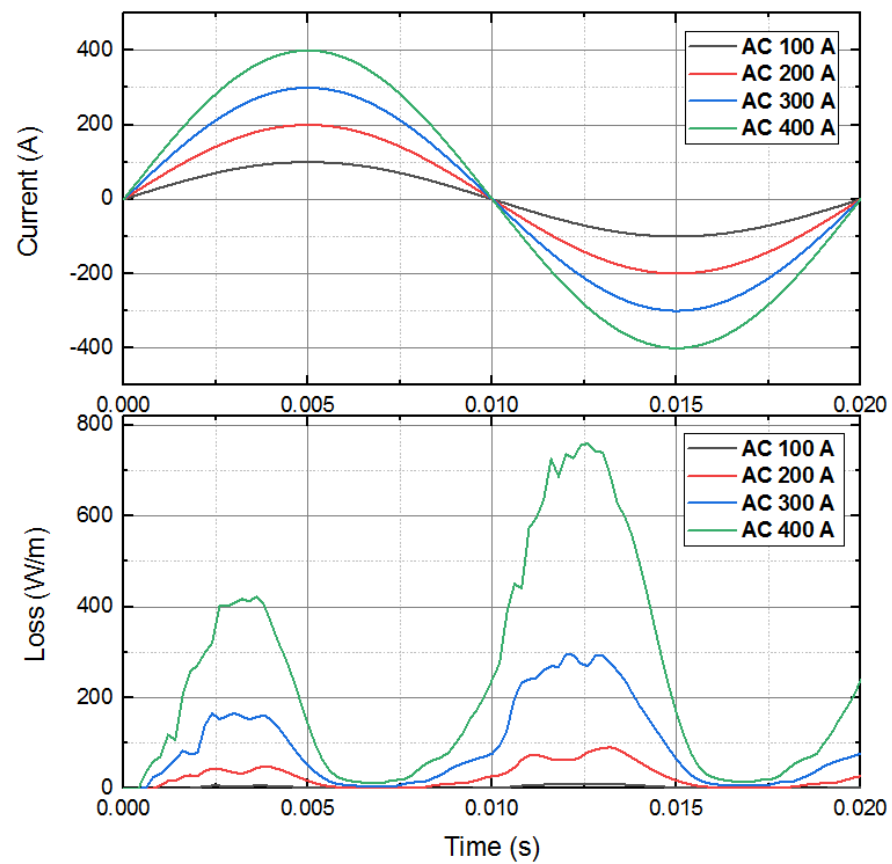 Current (A)
400
200
0
-200
-400
AC 100 A
AC 200 A
AC 300 A
AC 400 A
0.000 0.005 0.010 0.015 0.020
Loss (W/m)
800
600
400
200
0
AC 100 A
AC 200 A
AC 300 A
AC 400 A
0.000 0.005 0.010 0.015 0.020
Time (s)